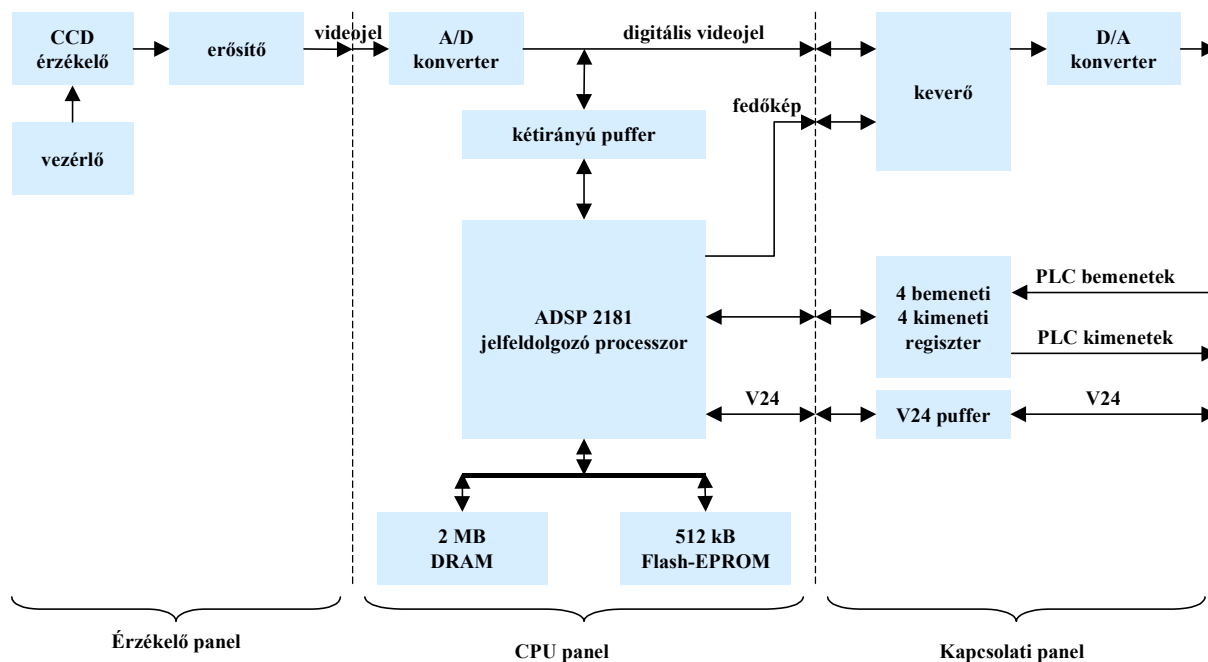 CCD
érzékelő
erősítő
videojel
A/D
konverter
digitális videojel
keverő
D/A
konverter
vezérlő
kétirányú puffer
fedőkép
ADSP 2181
jelfeldolgozó processzor
4 bemeneti
4 kimeneti
regiszter
PLC bemenetek
PLC kimenetek
V24
V24 puffer
V24
2 MB
DRAM
512 kB
Flash-EPROM
Érzékelő panel
CPU panel
Kapcsolati panel